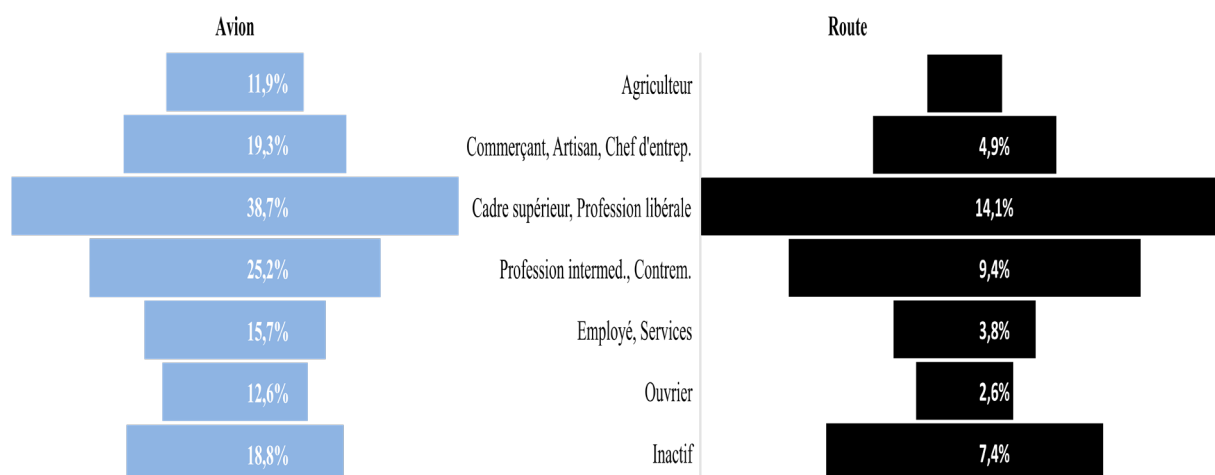 Avion Route
11,9% Agriculteur
19,3% Commerçant, Artisan, Chef d'entrep. 4,9%
38,7% Cadre supérieur, Profession libérale 14,1%
25,2% Profession intermed., Contrem. 9,4%
15,7% Employé, Services 3,8%
12,6% Ouvrier 2,6%
18,8% Inactif 7,4%